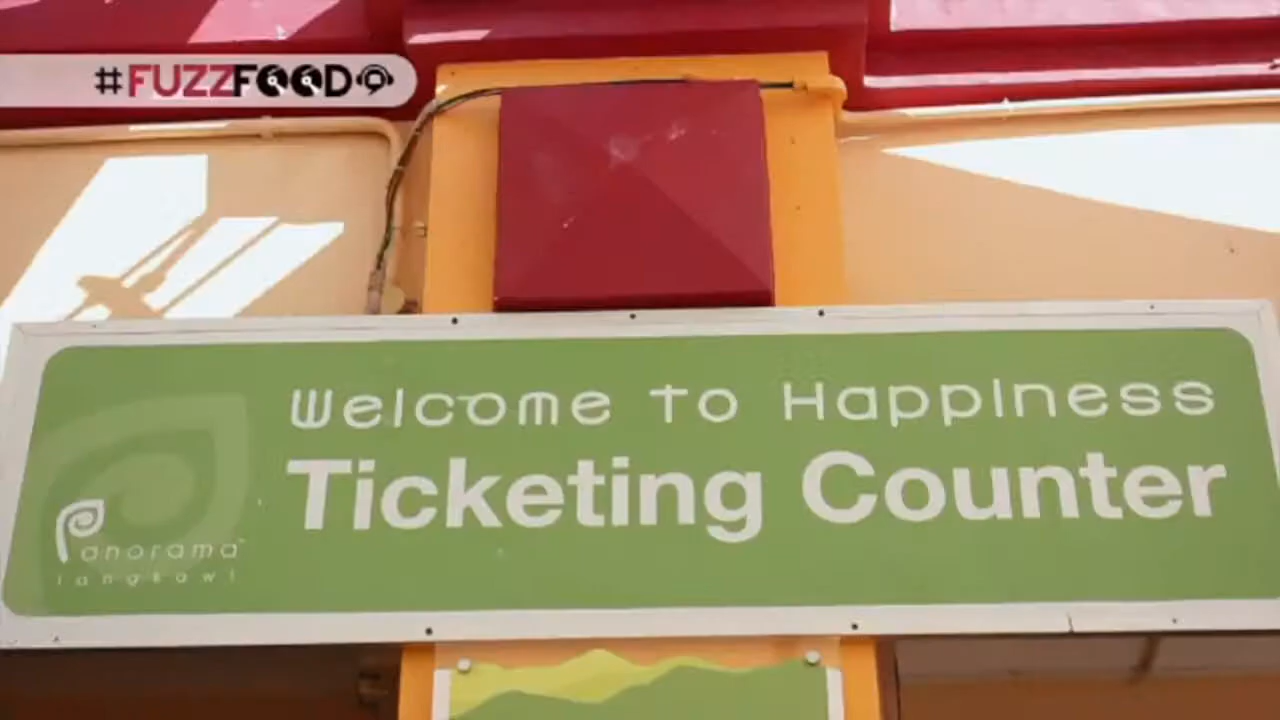 #FUZZFOOD
Welcome to Happiness
Ticketing Counter
Panorama
langkawi